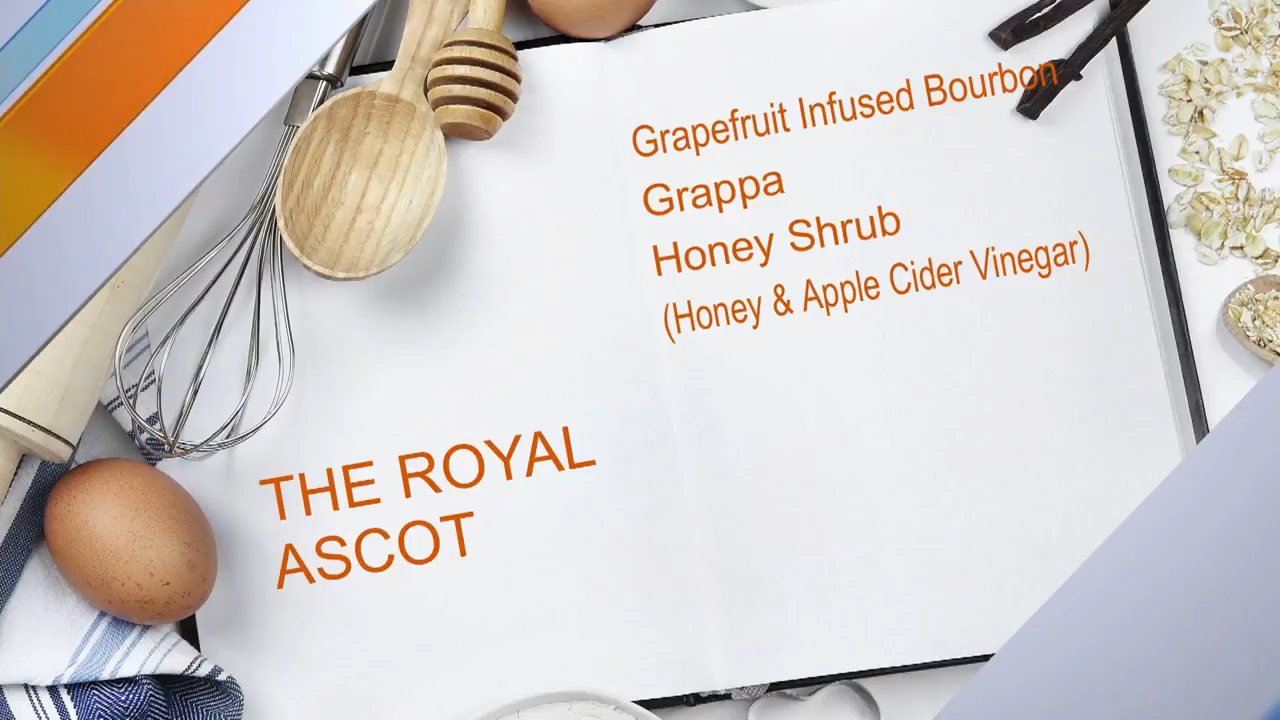 THE ROYAL
ASCOT
Grapefruit Infused Bourbon
Grappa
Honey Shrub
(Honey & Apple Cider Vinegar)